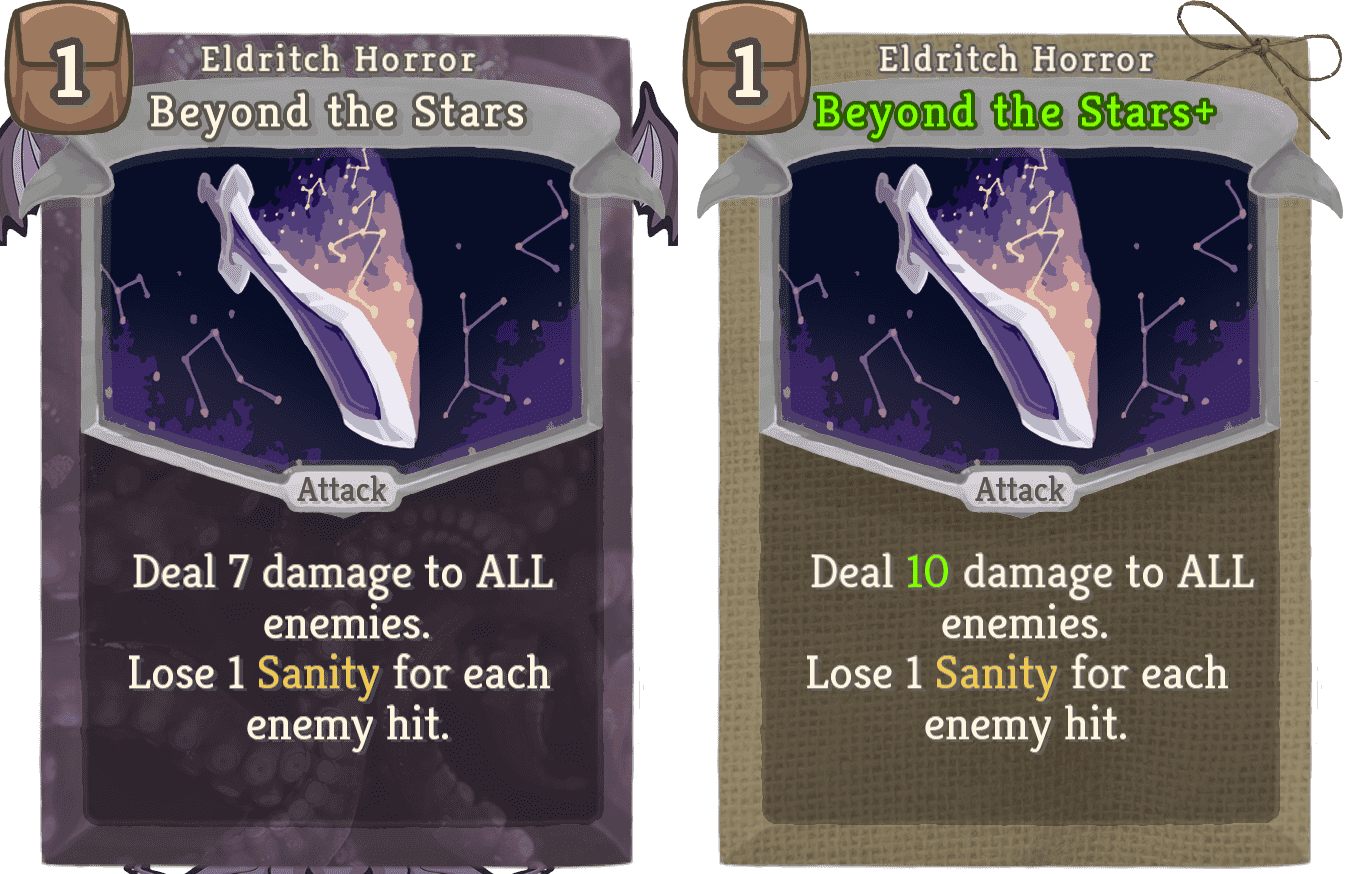 1
Eldritch Horror
Beyond the Stars
Attack
Deal 7 damage to ALL
enemies.
Lose 1 Sanity for each
enemy hit.
1
Eldritch Horror
Beyond the Stars+
Attack
Deal 10 damage to ALL
enemies.
Lose 1 Sanity for each
enemy hit.